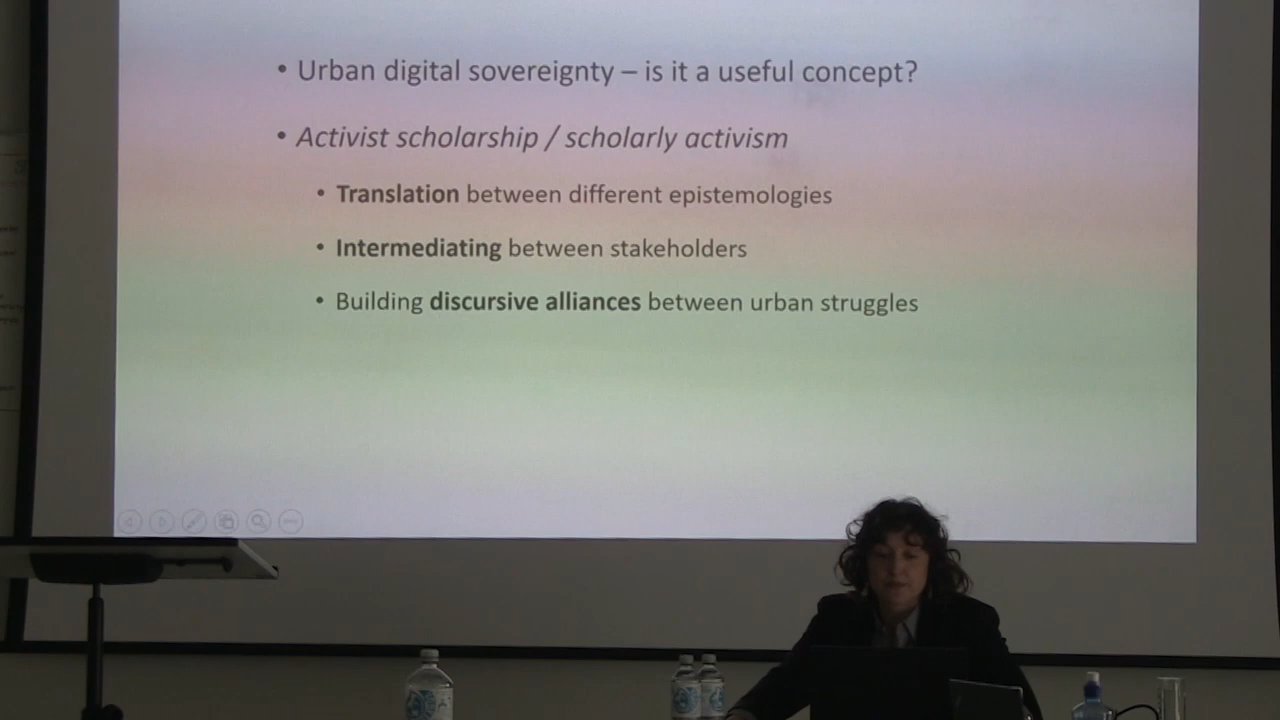 • Urban digital sovereignty – is it a useful concept?
• Activist scholarship / scholarly activism
• Translation between different epistemologies
• Intermediating between stakeholders
• Building discursive alliances between urban struggles